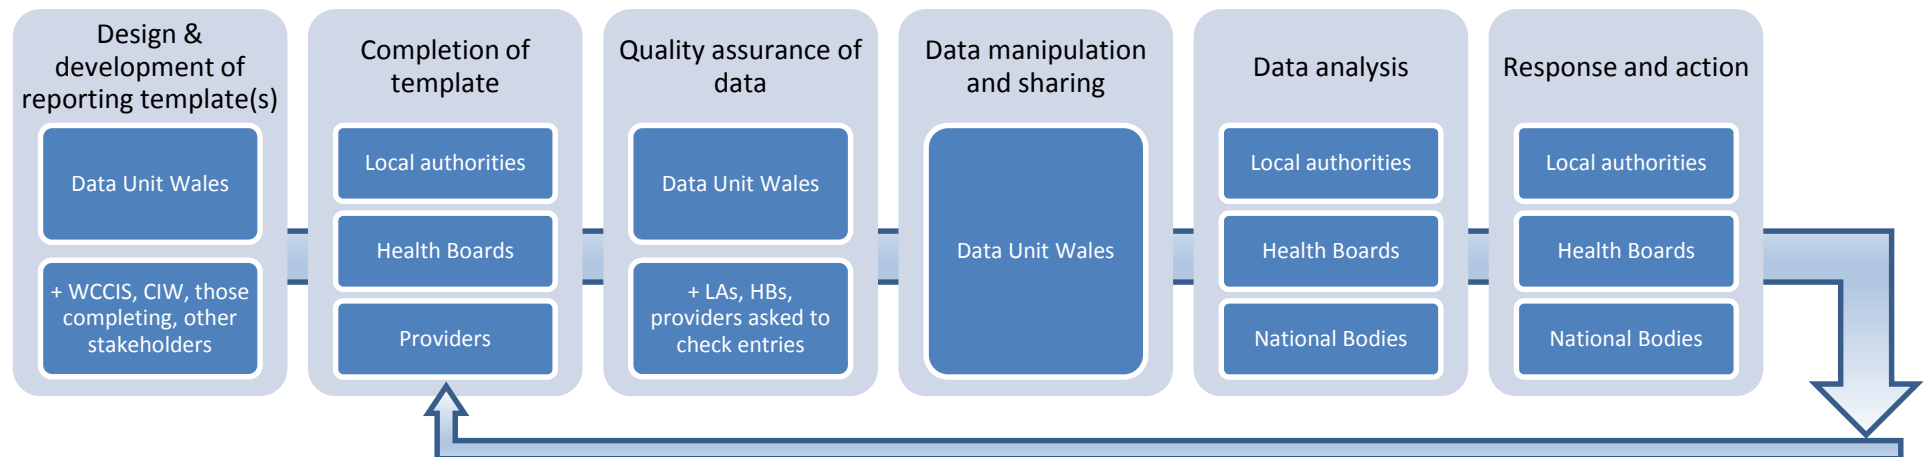 Design &
development of
reporting template(s)
Data Unit Wales
+ WCCIS, CIW, those
completing, other
stakeholders
Completion of
template
Local authorities
Health Boards
Providers
Quality assurance of
data
Data Unit Wales
+ LAs, HBs,
providers asked to
check entries
Data manipulation
and sharing
Data Unit Wales
Data analysis
Local authorities
Health Boards
National Bodies
Response and action
Local authorities
Health Boards
National Bodies